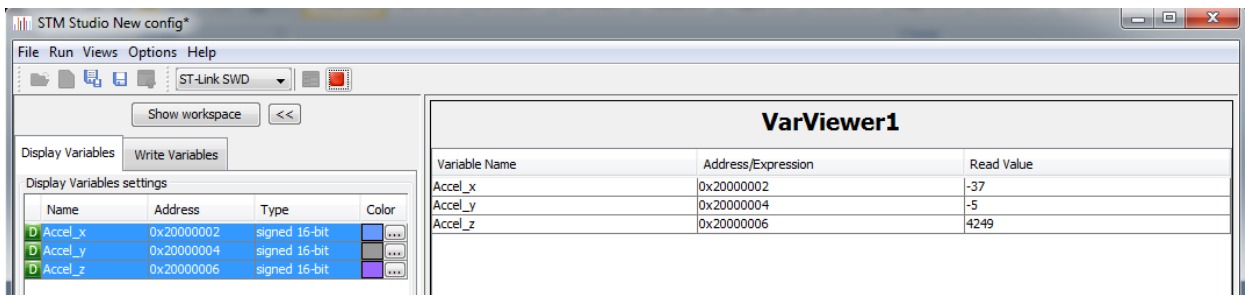 STM Studio New config*
File Run Views Options Help
ST-Link SWD
Show workspace <<
Display Variables Write Variables
Display Variables settings
Name Address Type Color
D Accel_x 0x20000002 signed 16-bit ...
D Accel_y 0x20000004 signed 16-bit ...
D Accel_z 0x20000006 signed 16-bit ...
VarViewer1
Variable Name Address/Expression Read Value
Accel_x 0x20000002 -37
Accel_y 0x20000004 -5
Accel_z 0x20000006 4249